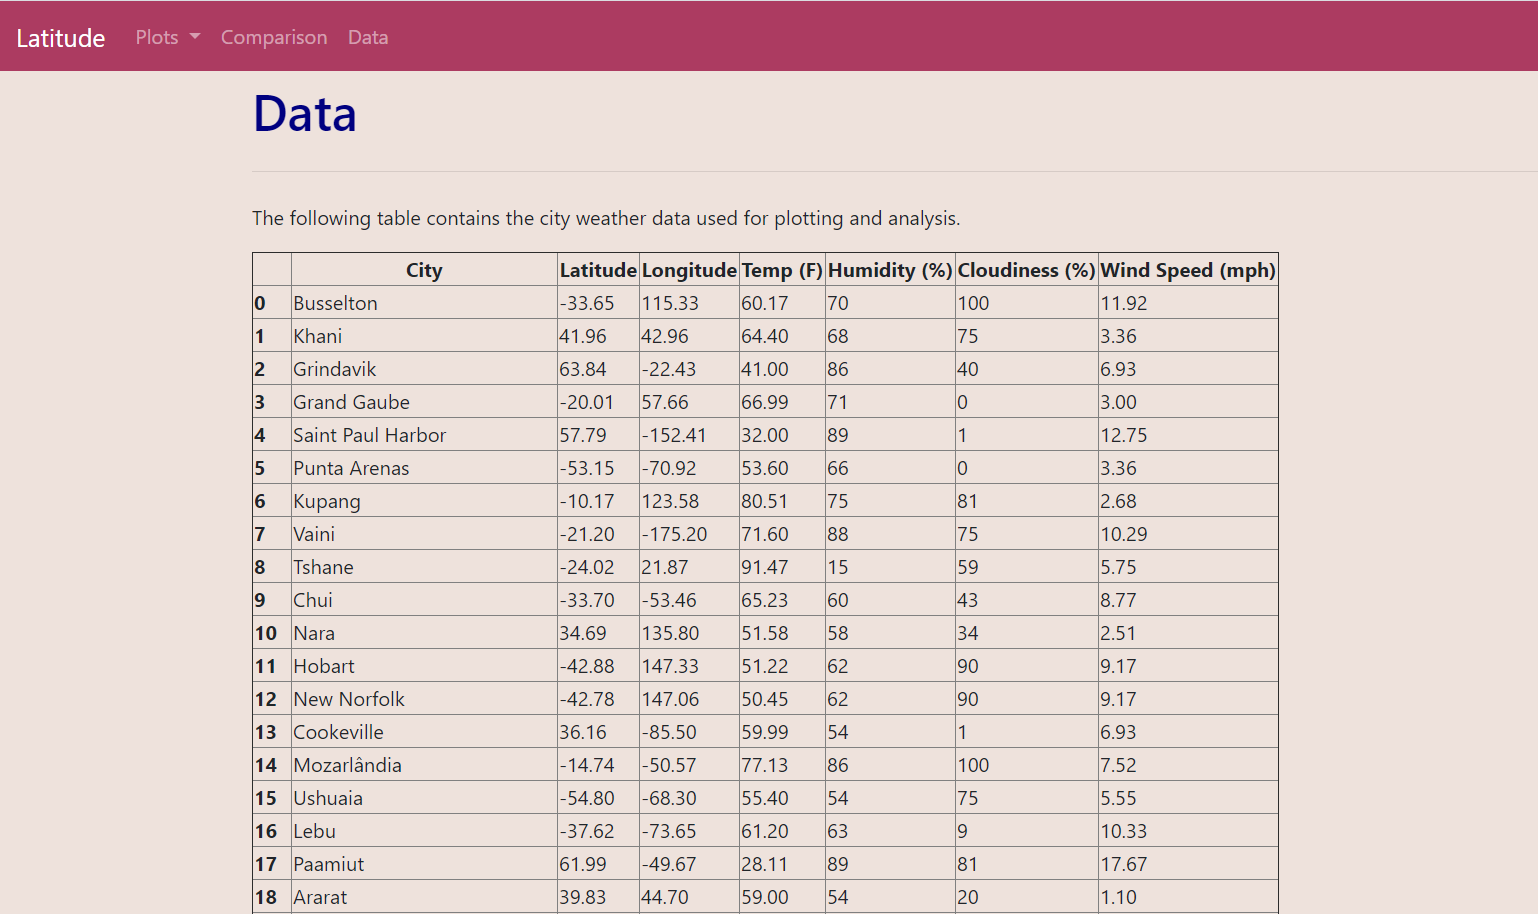 Latitude Plots Comparison Data
Data
The following table contains the city weather data used for plotting and analysis.
City Latitude Longitude Temp (F) Humidity (%) Cloudiness (%) Wind Speed (mph)
0 Busselton -33.65 115.33 60.17 70 100 11.92
1 Khani 41.96 42.96 64.40 68 75 3.36
2 Grindavik 63.84 -22.43 41.00 86 40 6.93
3 Grand Gaube -20.01 57.66 66.99 71 0 3.00
4 Saint Paul Harbor 57.79 -152.41 32.00 89 1 12.75
5 Punta Arenas -53.15 -70.92 53.60 66 0 3.36
6 Kupang -10.17 123.58 80.51 75 81 2.68
7 Vaini -21.20 -175.20 71.60 88 75 10.29
8 Tshane -24.02 21.87 91.47 15 59 5.75
9 Chui -33.70 -53.46 65.23 60 43 8.77
10 Nara 34.69 135.80 51.58 58 34 2.51
11 Hobart -42.88 147.33 51.22 62 90 9.17
12 New Norfolk -42.78 147.06 50.45 62 90 9.17
13 Cookeville 36.16 -85.50 59.99 54 1 6.93
14 Mozarlândia -14.74 -50.57 77.13 86 100 7.52
15 Ushuaia -54.80 -68.30 55.40 54 75 5.55
16 Lebu -37.62 -73.65 61.20 63 9 10.33
17 Paamiut 61.99 -49.67 28.11 89 81 17.67
18 Ararat 39.83 44.70 59.00 54 20 1.10